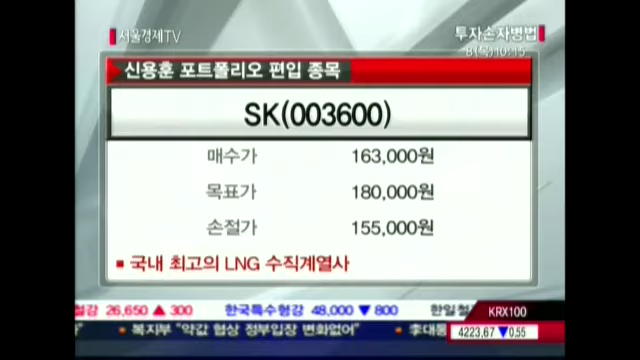 서울경제TV
투자손자병법
8(목) 10:15
신용훈 포트폴리오 편입 종목
SK(003600)
매수가 163,000원
목표가 180,000원
손절가 155,000원
▪ 국내 최고의 LNG 수직계열사
철강 26,650 ▲ 300 한국특수형강 48,000 ▼ 800 한일철 KRX100
• 복지부 "약값 협상 정부입장 변화없어" • 이대통 4223.67 ▼0.55